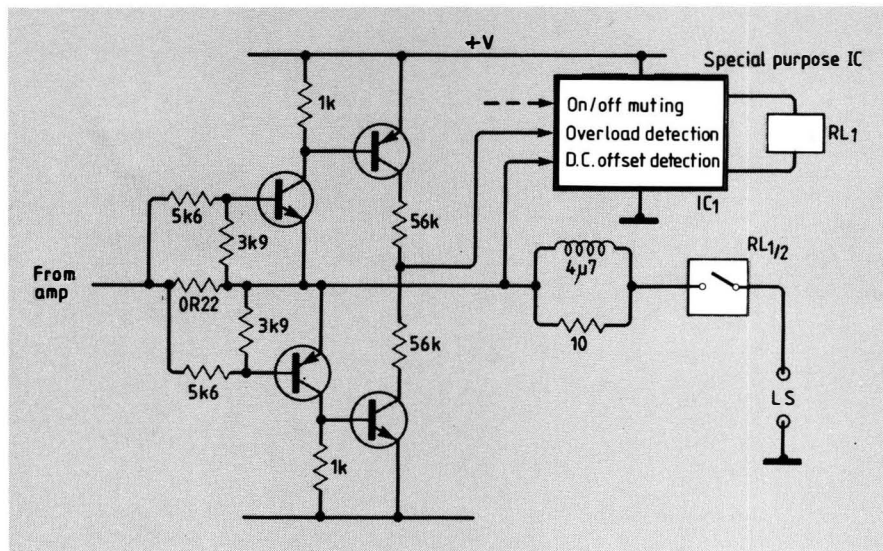 +V
Special purpose IC
1k
On/off muting
Overload detection
D.C. offset detection
RL1
IC1
5k6
3k9
56k
RL1/2
4µ7
From
amp
0R22
10
3k9
56k
5k6
LS
1k